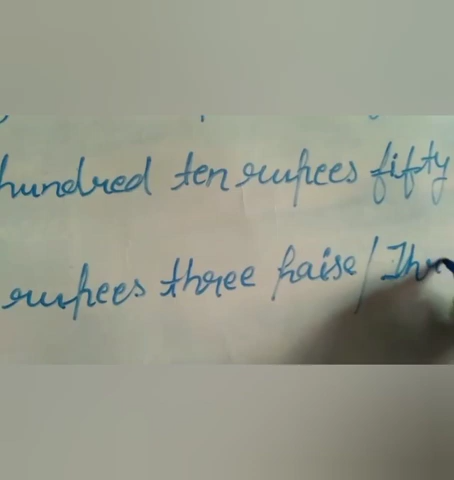 hundred ten rupees fifty
rupees three paise/